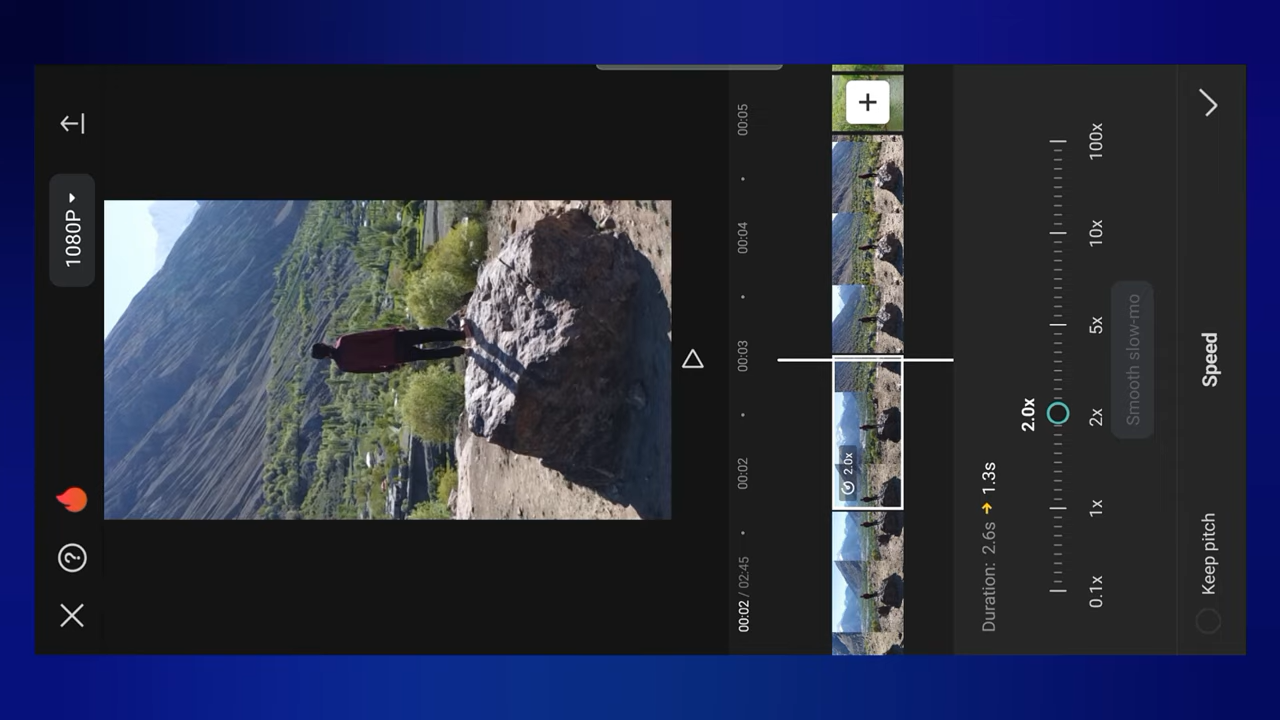 1080P
00:02 / 02:45
00:02
00:03
00:04
00:05
2.0x
Duration: 2.6s → 1.3s
2.0x
0.1x
1x
2x
5x
10x
100x
Smooth slow-mo
Keep pitch
Speed